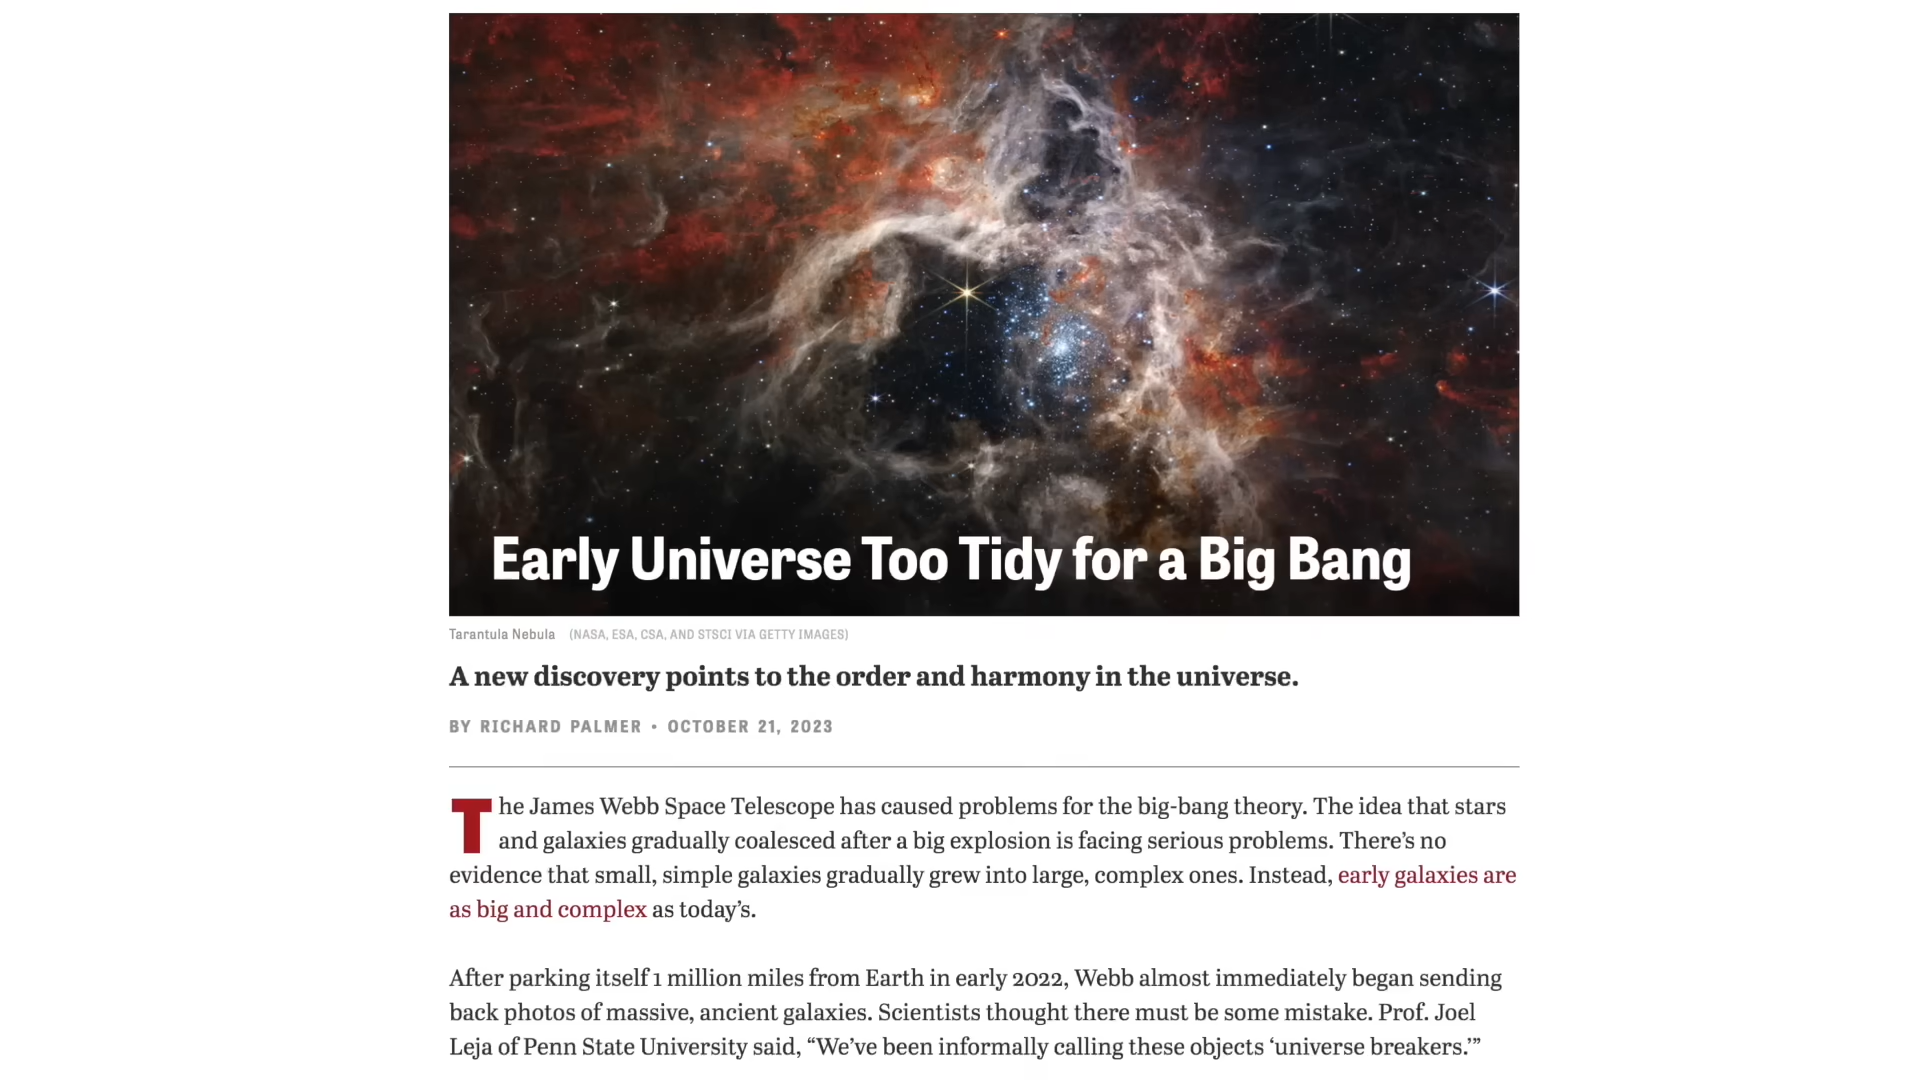 Early Universe Too Tidy for a Big Bang
Tarantula Nebula (NASA, ESA, CSA, AND STSCI VIA GETTY IMAGES)
A new discovery points to the order and harmony in the universe.
BY RICHARD PALMER • OCTOBER 21, 2023
The James Webb Space Telescope has caused problems for the big-bang theory. The idea that stars
and galaxies gradually coalesced after a big explosion is facing serious problems. There’s no
evidence that small, simple galaxies gradually grew into large, complex ones. Instead, early galaxies are
as big and complex as today’s.
After parking itself 1 million miles from Earth in early 2022, Webb almost immediately began sending
back photos of massive, ancient galaxies. Scientists thought there must be some mistake. Prof. Joel
Leja of Penn State University said, “We’ve been informally calling these objects ‘universe breakers.’”